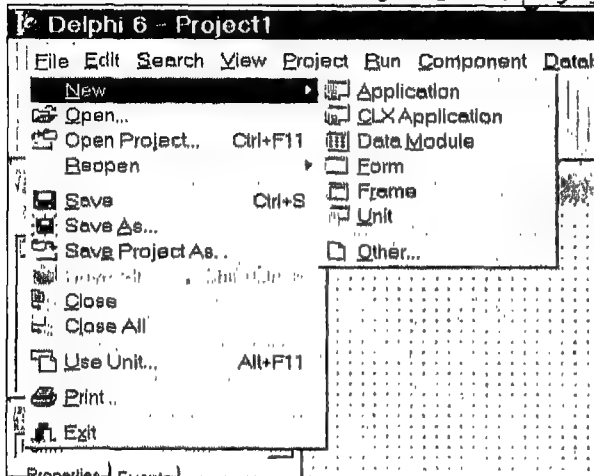 Delphi 6 - Project1
File Edit Search View Project Run Component Datab
New
Open...
Open Project... Ctrl+F11
Reopen
Save Ctrl+S
Save As...
Save Project As...
Close
Close All
Use Unit... Alt+F11
Print...
Exit
Application
CLX Application
Data Module
Form
Frame
Unit
Other...
Properties Events